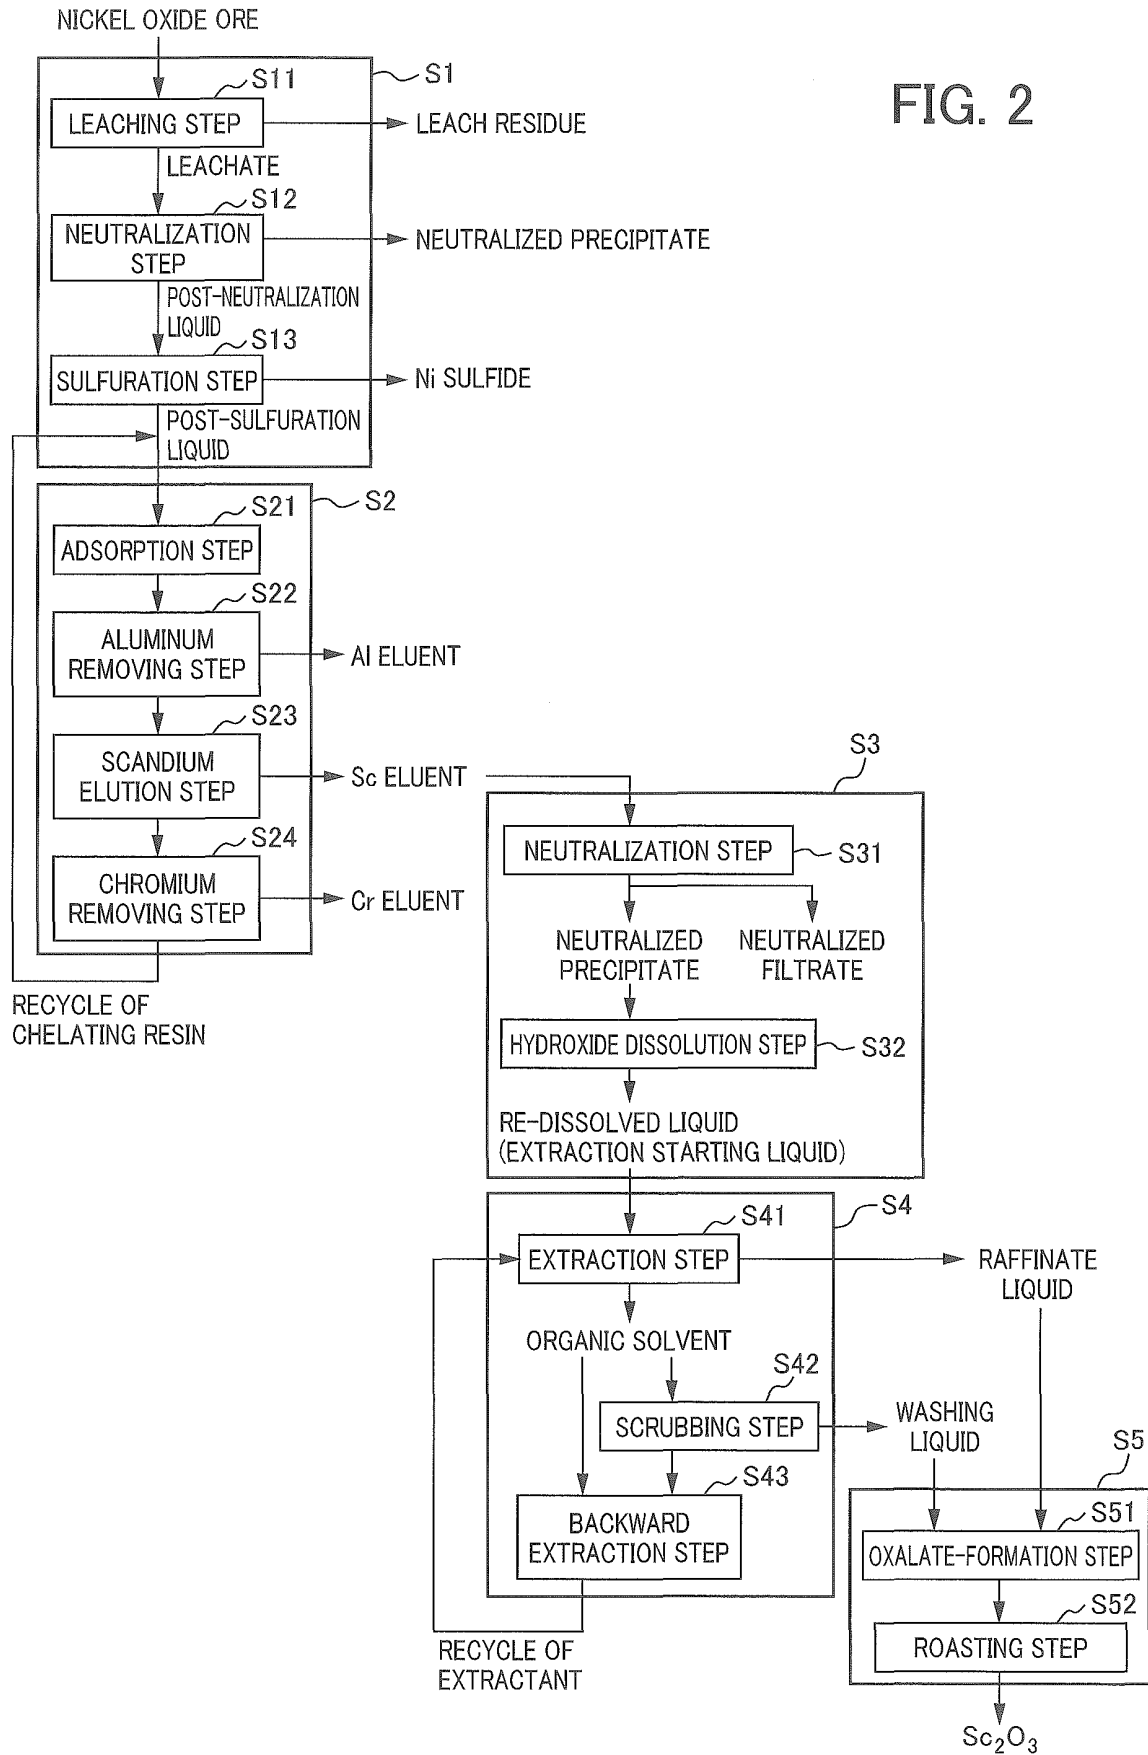 NICKEL OXIDE ORE
FIG. 2
S1
S11
LEACHING STEP
LEACH RESIDUE
LEACHATE
S12
NEUTRALIZATION
STEP
NEUTRALIZED PRECIPITATE
POST-NEUTRALIZATION
LIQUID
S13
SULFURATION STEP
Ni SULFIDE
POST-SULFURATION
LIQUID
S2
S21
ADSORPTION STEP
S22
ALUMINUM
REMOVING STEP
Al ELUENT
S23
SCANDIUM
ELUTION STEP
Sc ELUENT
S24
CHROMIUM
REMOVING STEP
Cr ELUENT
RECYCLE OF
CHELATING RESIN
S3
NEUTRALIZATION STEP
S31
NEUTRALIZED
PRECIPITATE
NEUTRALIZED
FILTRATE
HYDROXIDE DISSOLUTION STEP
S32
RE-DISSOLVED LIQUID
(EXTRACTION STARTING LIQUID)
S4
S41
EXTRACTION STEP
RAFFINATE
LIQUID
ORGANIC SOLVENT
S42
SCRUBBING STEP
WASHING
LIQUID
S43
BACKWARD
EXTRACTION STEP
RECYCLE OF
EXTRACTANT
S5
S51
OXALATE-FORMATION STEP
S52
ROASTING STEP
Sc₂O₃